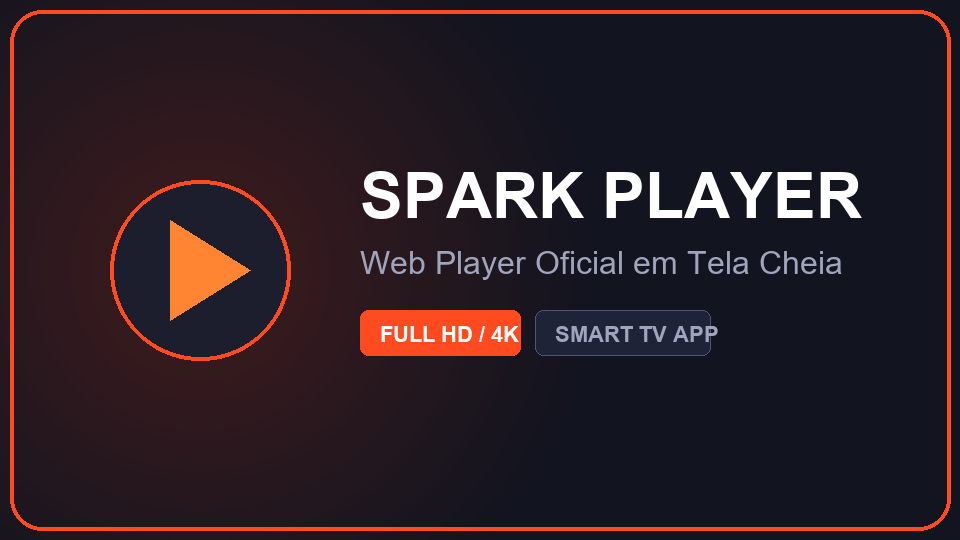 SPARK PLAYER
Web Player Oficial em Tela Cheia
FULL HD / 4K
SMART TV APP